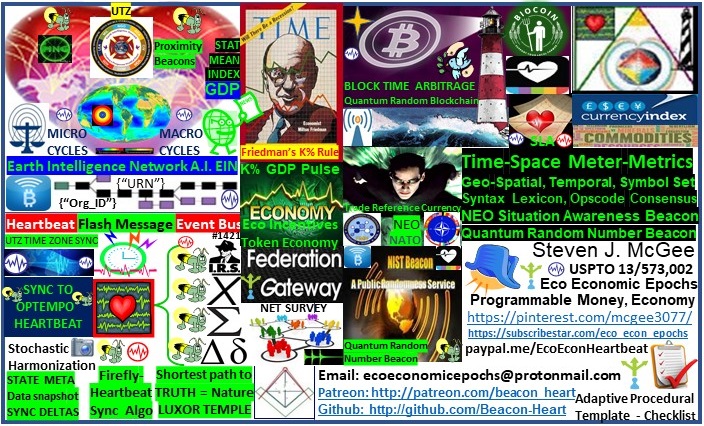 UTZ
TIME
BIOCOIN
Proximity
Beacons
STAT
MEAN
INDEX
GDP
BLOCK TIME ARBITRAGE
Quantum Random Blockchain
£ € $ ¥
currencyindex
COMMODITIES
MICRO
CYCLES
MACRO
CYCLES
Economist
Milton Friedman
Friedman's K% Rule
SLA
Earth Intelligence Network A.I. EIN
K% GDP Pulse
Time-Space Meter-Metrics
Geo-Spatial, Temporal, Symbol Set
Syntax Lexicon, Opscode Consensus
NEO Situation Awareness Beacon
Quantum Random Number Beacon
{"URN"}
{"Org_ID"}
ECONOMY
Trade Reference Currency
Heartbeat Flash Message Event Bus
Eco Incentives
Token Economy
NEO
NATO
UTZ TIME ZONE SYNC
#1421
I.R.S.
Federation
Gateway
NIST Beacon
A Public Randomness Service
Steven J. McGee
USPTO 13/573,002
Eco Economic Epochs
Programmable Money, Economy
https://pinterest.com/mcgee3077/
https://subscribestar.com/eco_econ_epochs
paypal.me/EcoEconHeartbeat
SYNC TO
OPTEMPO
HEARTBEAT
Χ
Σ
Δδ
NET SURVEY
Quantum Random
Number Beacon
Stochastic
Harmonization
STATE META
Data snapshot
SYNC DELTAS
Firefly-
Heartbeat
Sync Algo
Shortest path to
TRUTH = Nature
LUXOR TEMPLE
Email: ecoeconomicepochs@protonmail.com
Patreon: http://patreon.com/beacon_heart
Github: http://github.com/Beacon-Heart
Adaptive Procedural
Template - Checklist